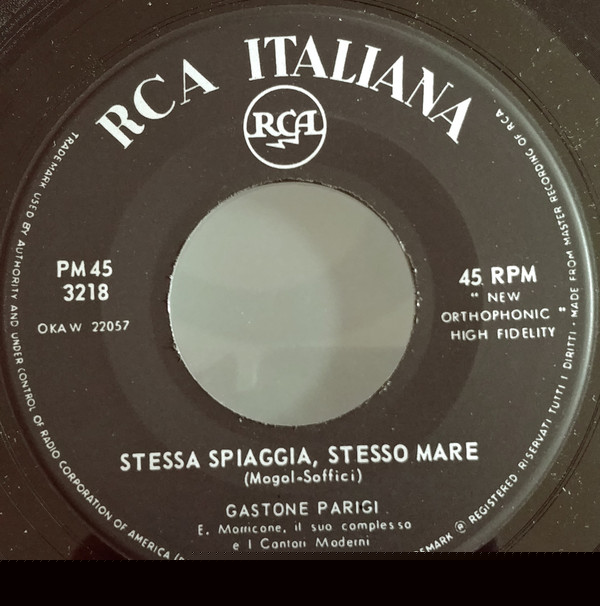 RCA ITALIANA
RCA
TRADEMARK USED BY AUTHORITY AND UNDER CONTROL OF RADIO CORPORATION OF AMERICA
MADE FROM MASTER RECORDING OF RCA
PM 45
3218
OKAW 22057
45 RPM
" NEW
ORTHOPHONIC "
HIGH FIDELITY
STESSA SPIAGGIA, STESSO MARE
(Mogol-Soffici)
GASTONE PARIGI
E. Morricone, il suo complesso
e I Cantori Moderni
® REGISTERED. RISERVATI TUTTI I DIRITTI -